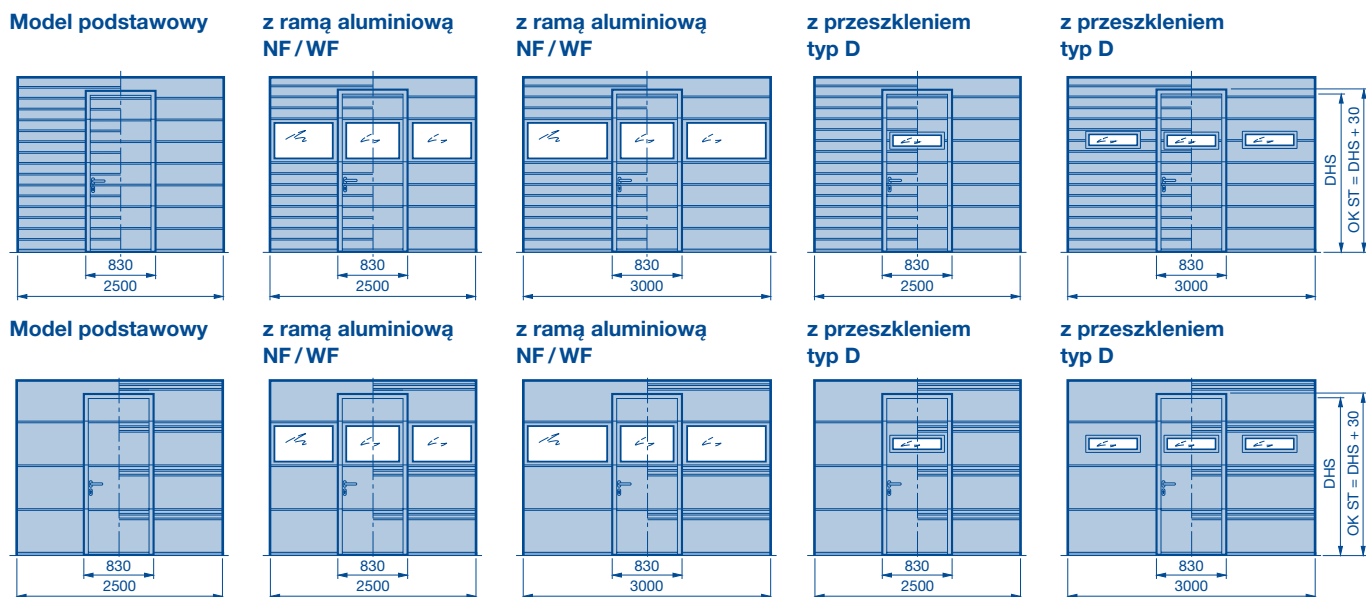 Model podstawowy
z ramą aluminiową
NF / WF
z ramą aluminiową
NF / WF
z przeszkleniem
typ D
z przeszkleniem
typ D
830
2500
830
2500
830
3000
830
2500
830
3000
DHS
OK ST = DHS + 30
Model podstawowy
z ramą aluminiową
NF / WF
z ramą aluminiową
NF / WF
z przeszkleniem
typ D
z przeszkleniem
typ D
830
2500
830
2500
830
3000
830
2500
830
3000
DHS
OK ST = DHS + 30